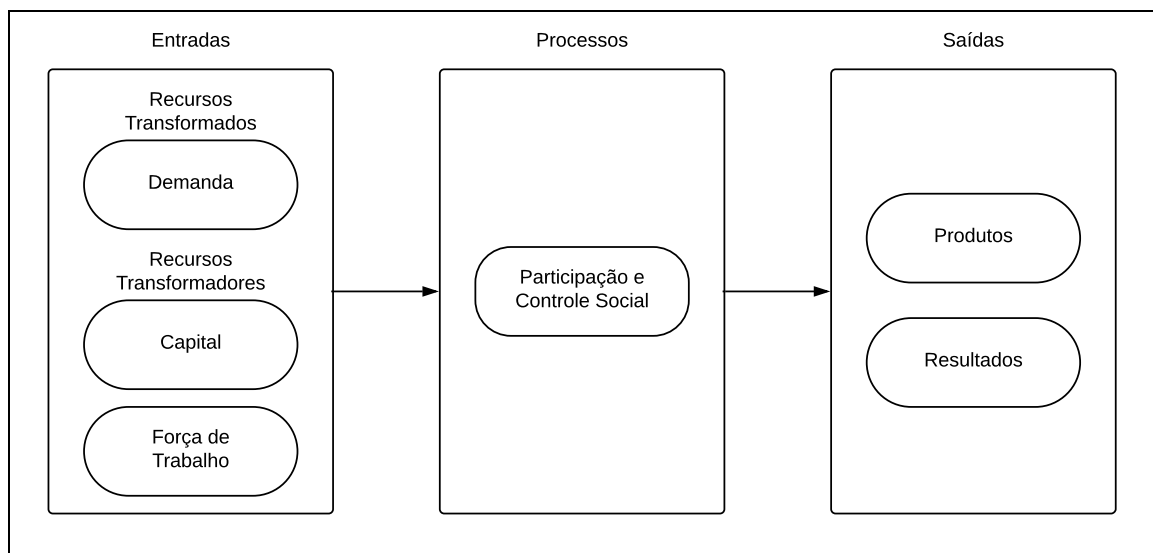 Entradas
Recursos
Transformados
Demanda
Recursos
Transformadores
Capital
Força de
Trabalho
Processos
Participação e
Controle Social
Saídas
Produtos
Resultados